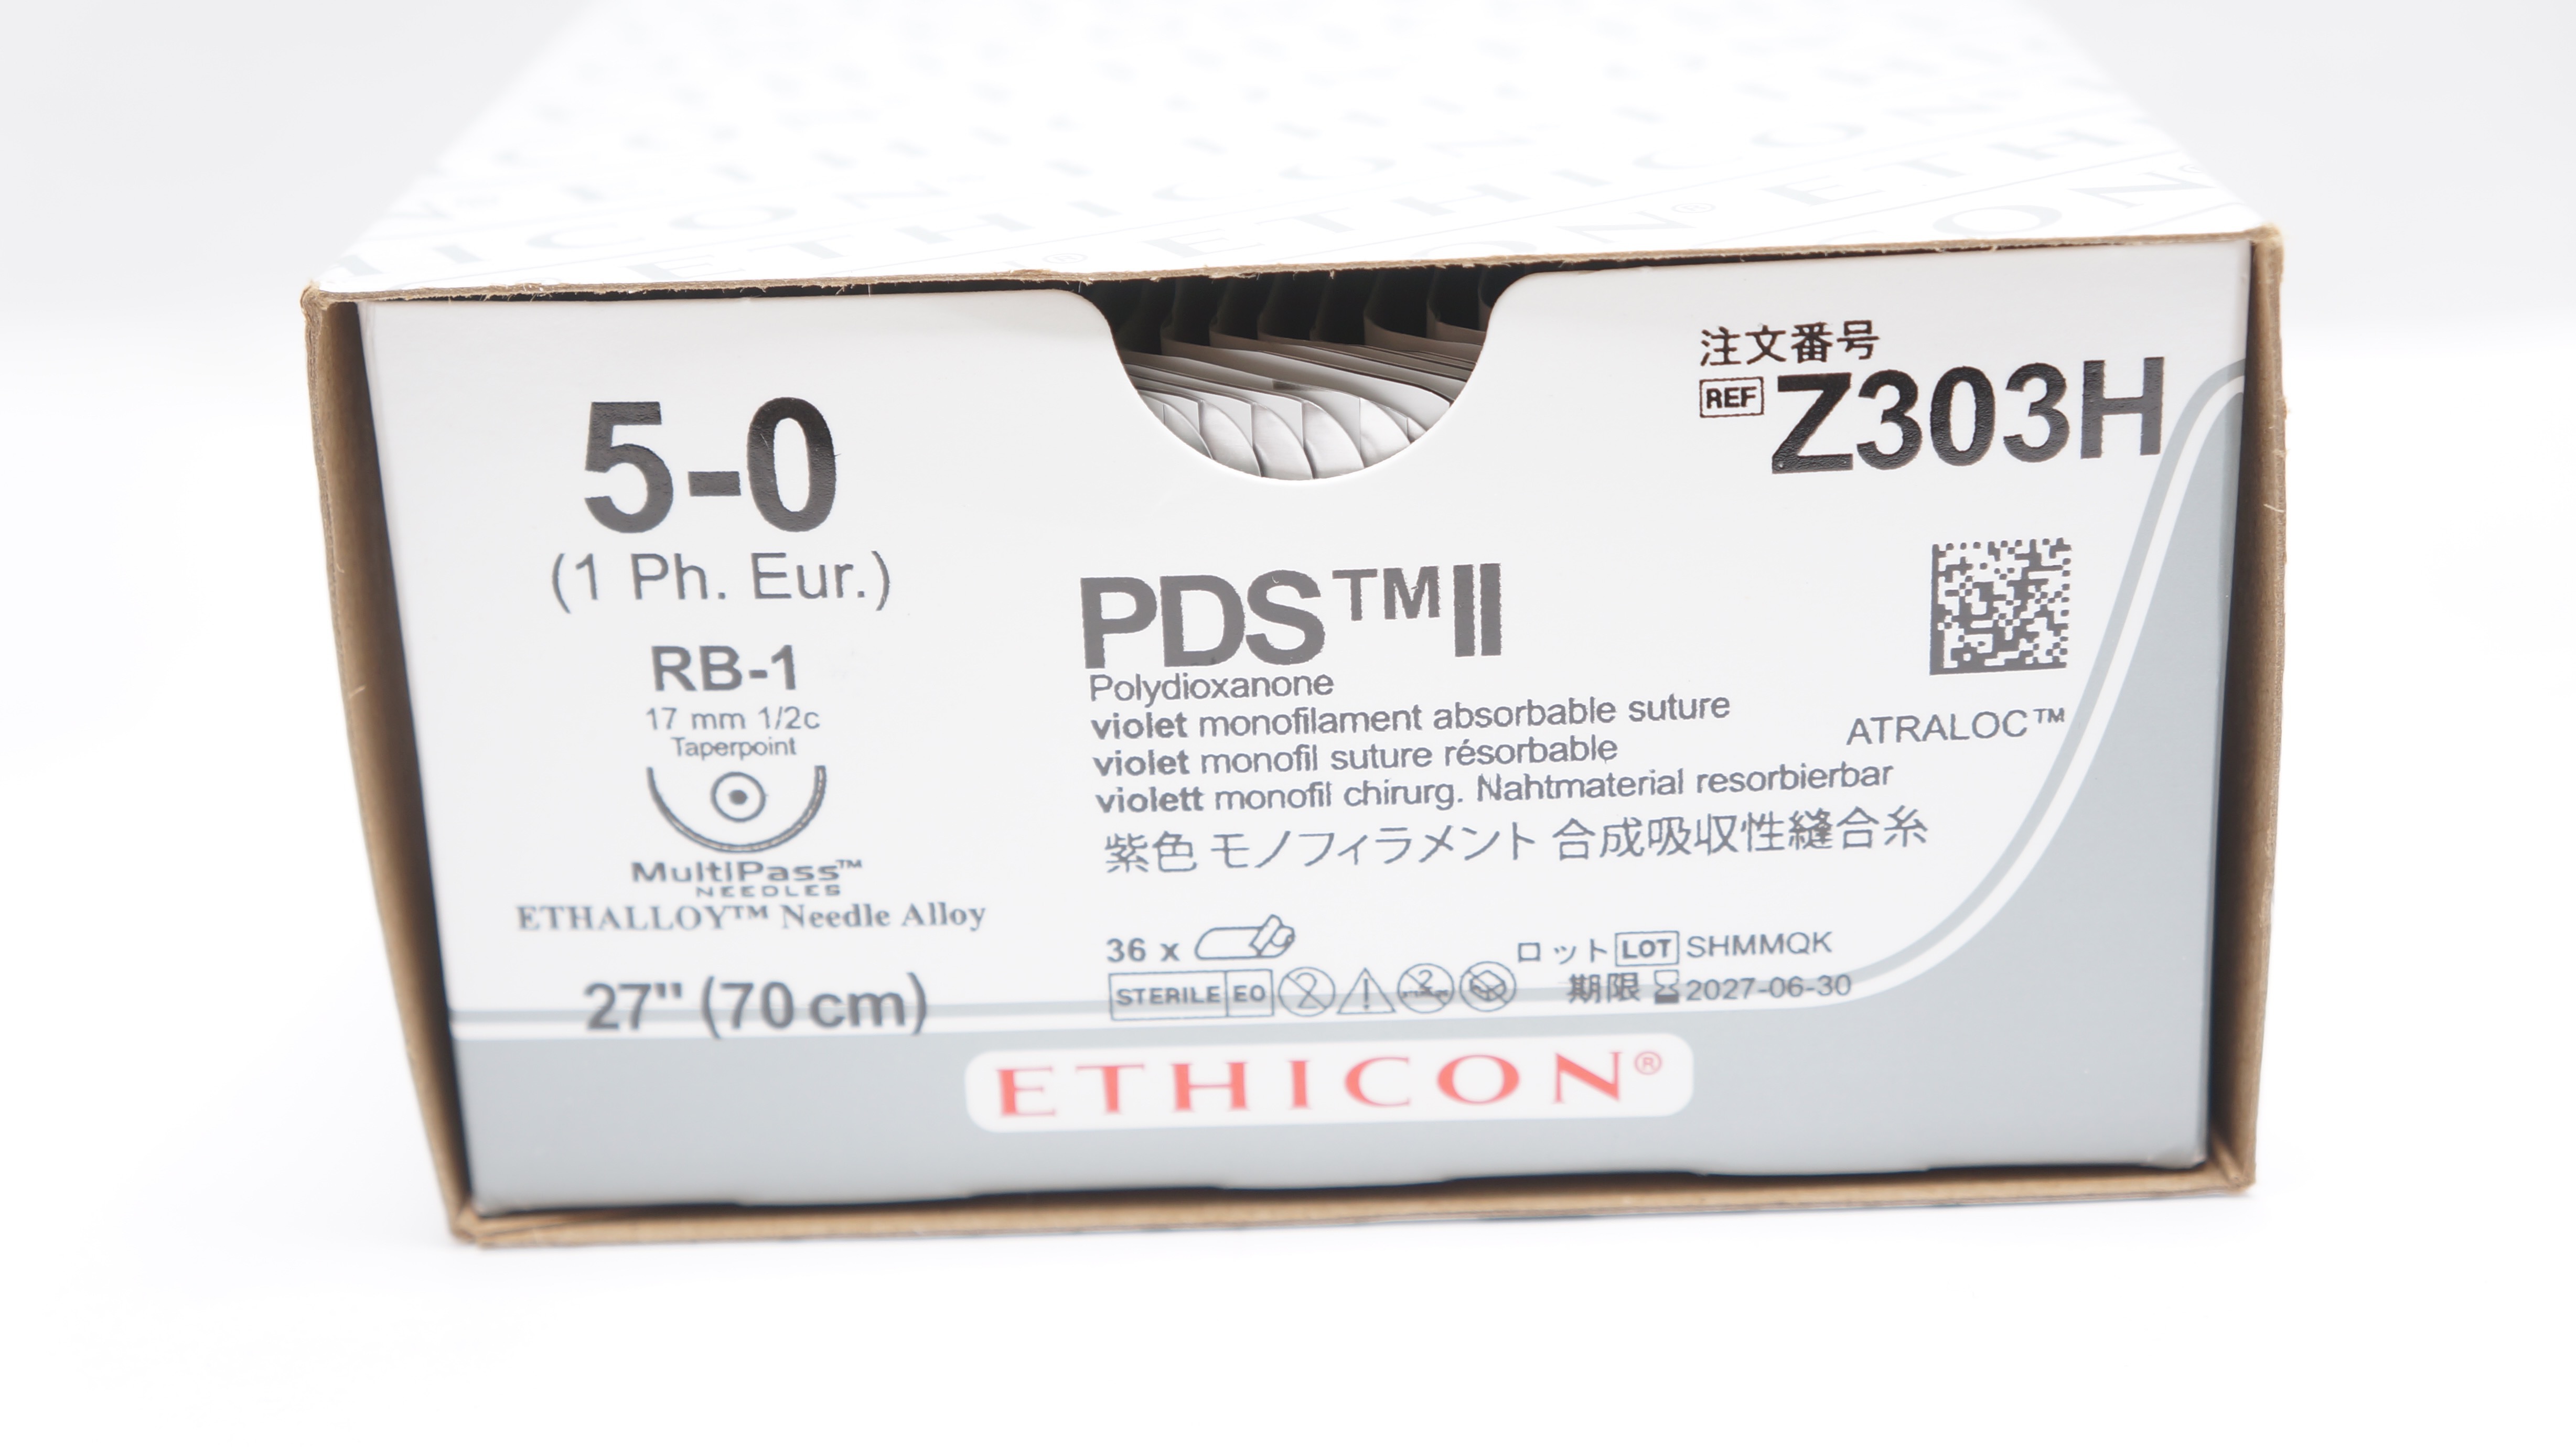 5-0
(1 Ph. Eur.)
RB-1
17 mm 1/2c
Taperpoint
MultiPass™
NEEDLES
ETHALLOY™ Needle Alloy
27" (70 cm)
注文番号
REF Z303H
PDS™II
Polydioxanone
violet monofilament absorbable suture
violet monofil suture résorbable
violett monofil chirurg. Nahtmaterial resorbierbar
紫色 モノフィラメント 合成吸収性縫合糸
ATRALOC™
36 x
STERILE EO
ロット LOT SHMMQK
期限 2027-06-30
ETHICON®